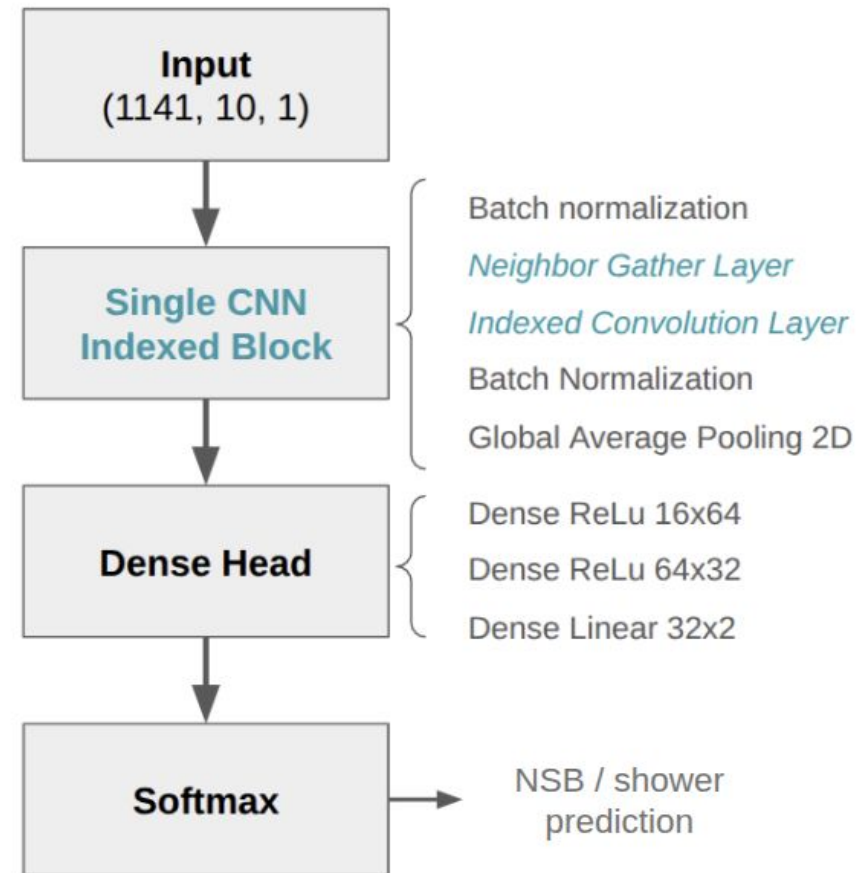 Input
(1141, 10, 1)
Single CNN
Indexed Block
Batch normalization
Neighbor Gather Layer
Indexed Convolution Layer
Batch Normalization
Global Average Pooling 2D
Dense Head
Dense ReLu 16x64
Dense ReLu 64x32
Dense Linear 32x2
Softmax
NSB / shower
prediction